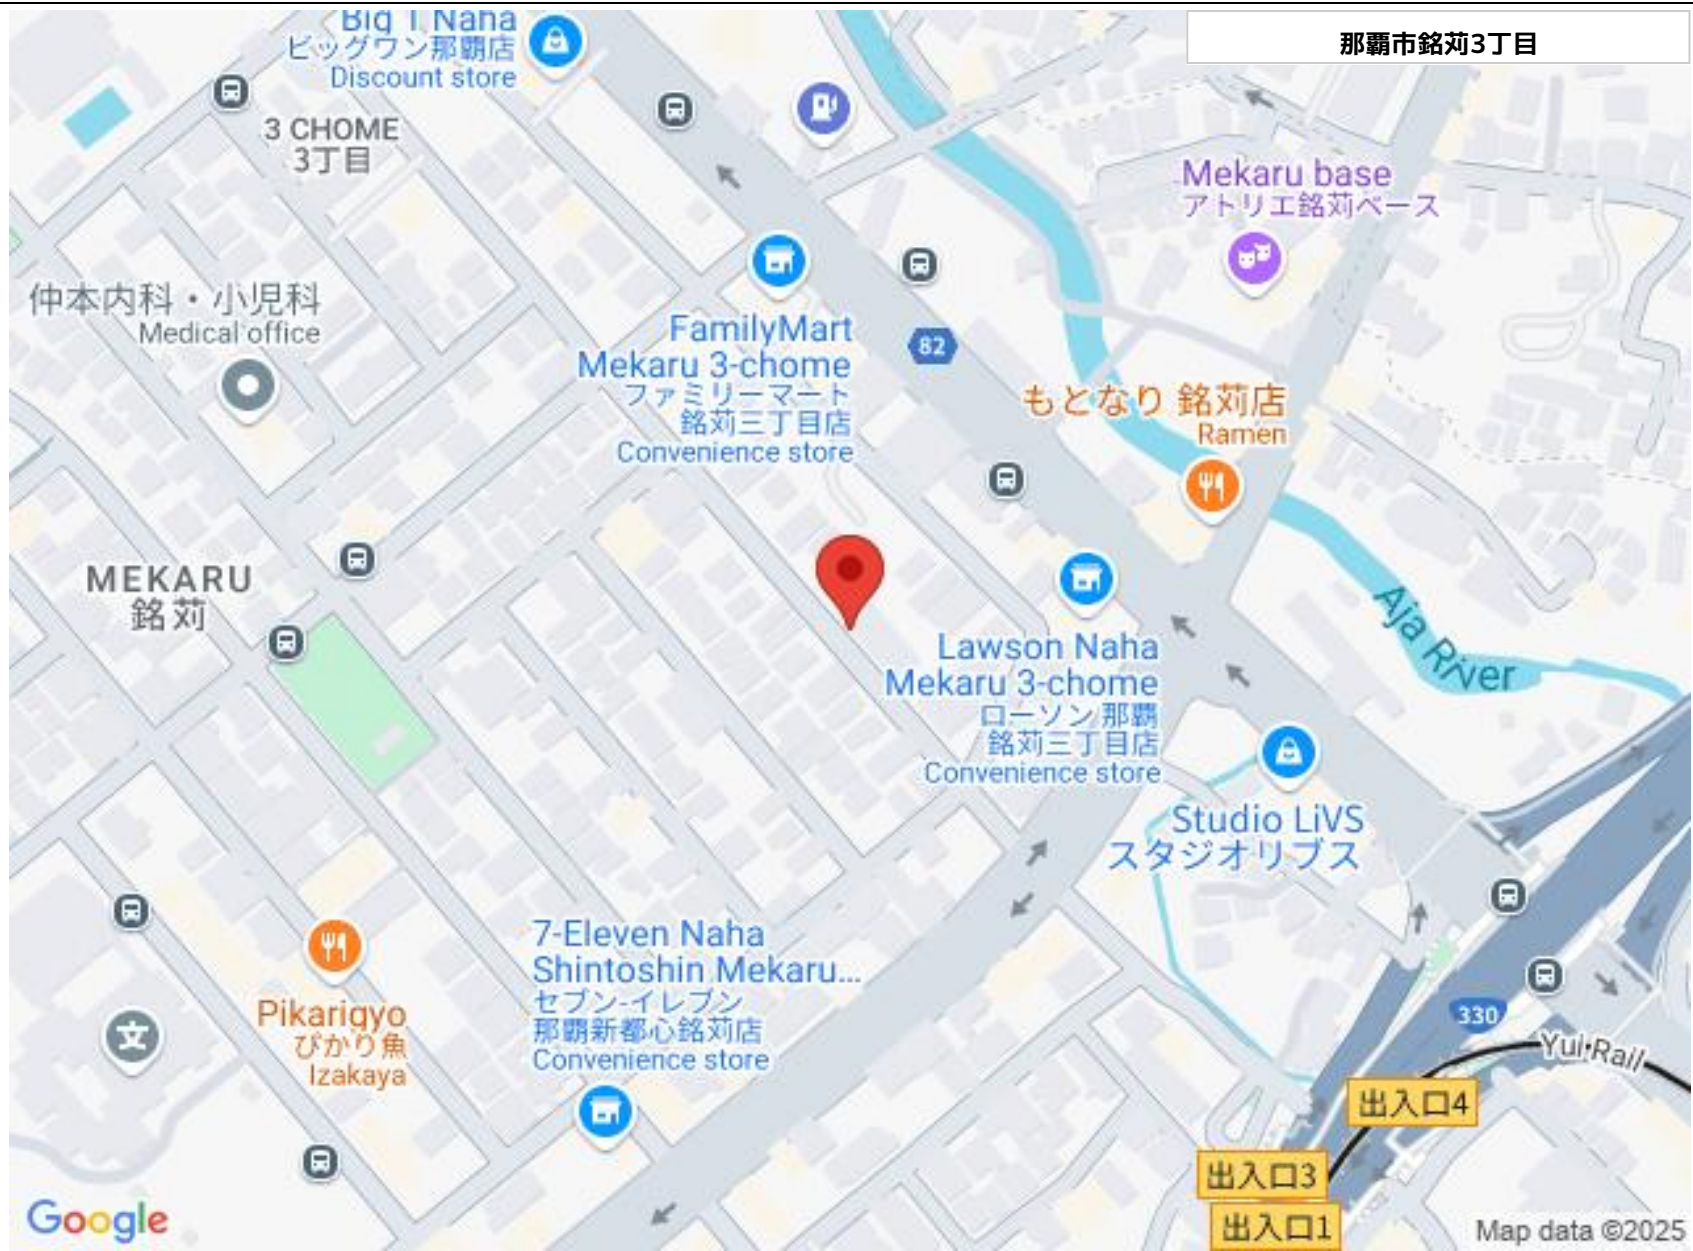 那覇市銘苅3丁目
Big 1 Naha
ビッグワン那覇店
Discount store
3 CHOME
3丁目
Mekaru base
アトリエ銘苅ベース
仲本内科・小児科
Medical office
FamilyMart
Mekaru 3-chome
ファミリーマート
銘苅三丁目店
Convenience store
82
もとなり 銘苅店
Ramen
MEKARU
銘苅
Aja River
Lawson Naha
Mekaru 3-chome
ローソン 那覇
銘苅三丁目店
Convenience store
Studio LiVS
スタジオリブス
7-Eleven Naha
Shintoshin Mekaru...
セブン-イレブン
那覇新都心銘苅店
Convenience store
Pikarigyo
ぴかり魚
Izakaya
文
330
Yui Rail
出入口4
出入口3
出入口1
Google
Map data ©2025